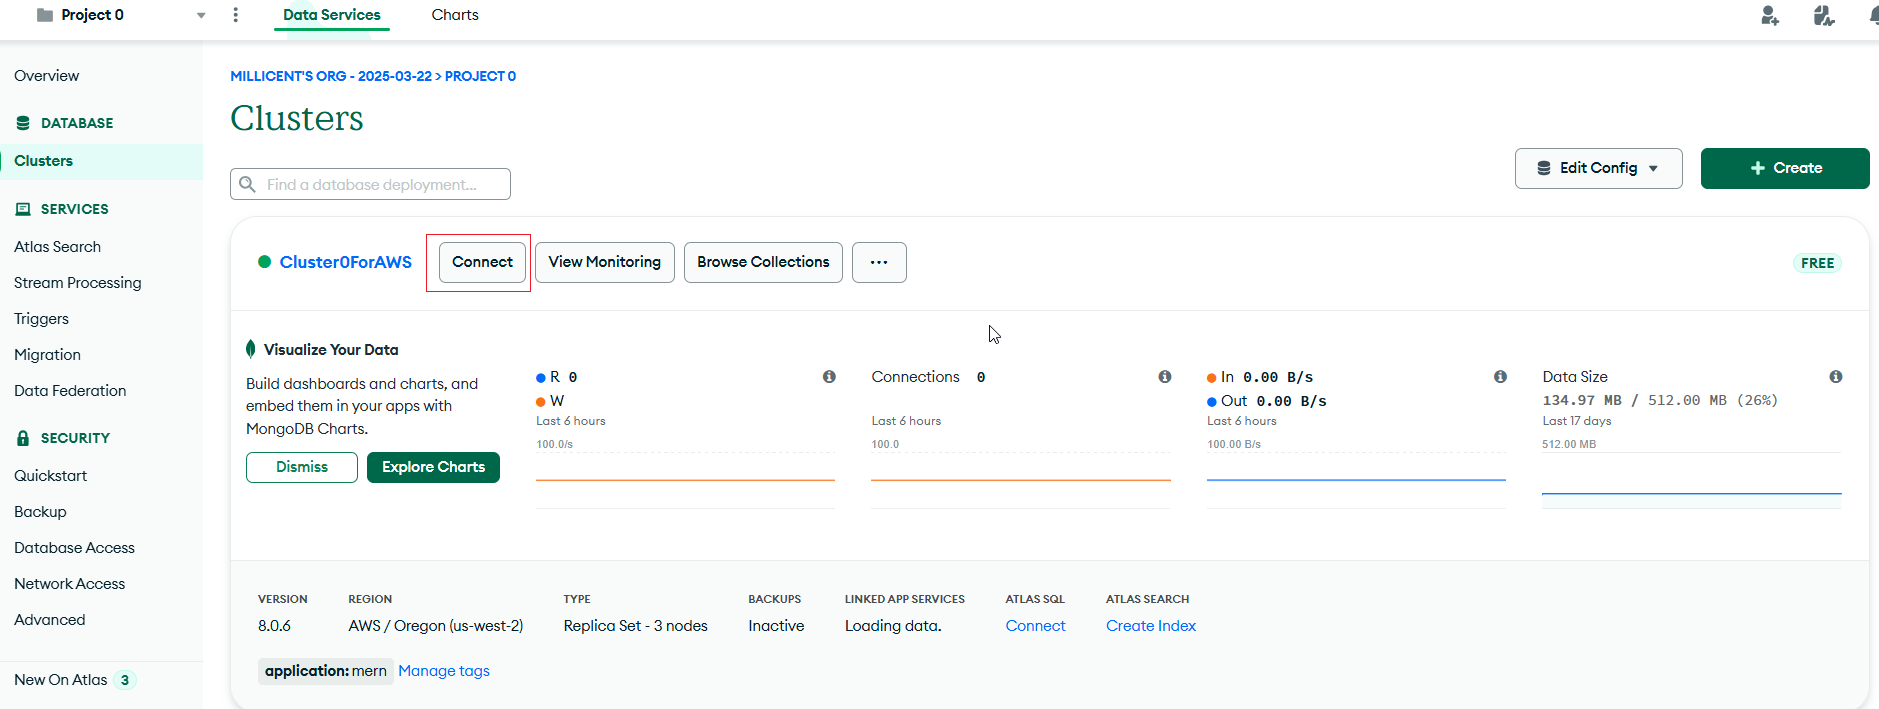 Project 0
Data Services
Charts
Overview
DATABASE
Clusters
SERVICES
Atlas Search
Stream Processing
Triggers
Migration
Data Federation
SECURITY
Quickstart
Backup
Database Access
Network Access
Advanced
New On Atlas 3
MILLICENT'S ORG - 2025-03-22 > PROJECT 0
Clusters
Find a database deployment...
Edit Config
+ Create
Cluster0ForAWS
Connect
View Monitoring
Browse Collections
...
FREE
Visualize Your Data
Build dashboards and charts, and
embed them in your apps with
MongoDB Charts.
Dismiss
Explore Charts
R 0
W
Last 6 hours
100.0/s
Connections 0
Last 6 hours
100.0
In 0.00 B/s
Out 0.00 B/s
Last 6 hours
100.00 B/s
Data Size
134.97 MB / 512.00 MB (26%)
Last 17 days
512.00 MB
VERSION
8.0.6
REGION
AWS / Oregon (us-west-2)
TYPE
Replica Set - 3 nodes
BACKUPS
Inactive
LINKED APP SERVICES
Loading data.
ATLAS SQL
Connect
ATLAS SEARCH
Create Index
application: mern
Manage tags